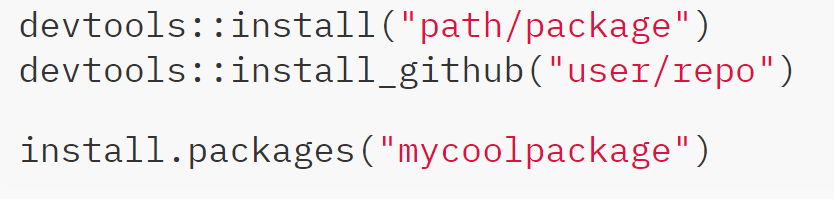 devtools::install("path/package")
devtools::install_github("user/repo")
install.packages("mycoolpackage")